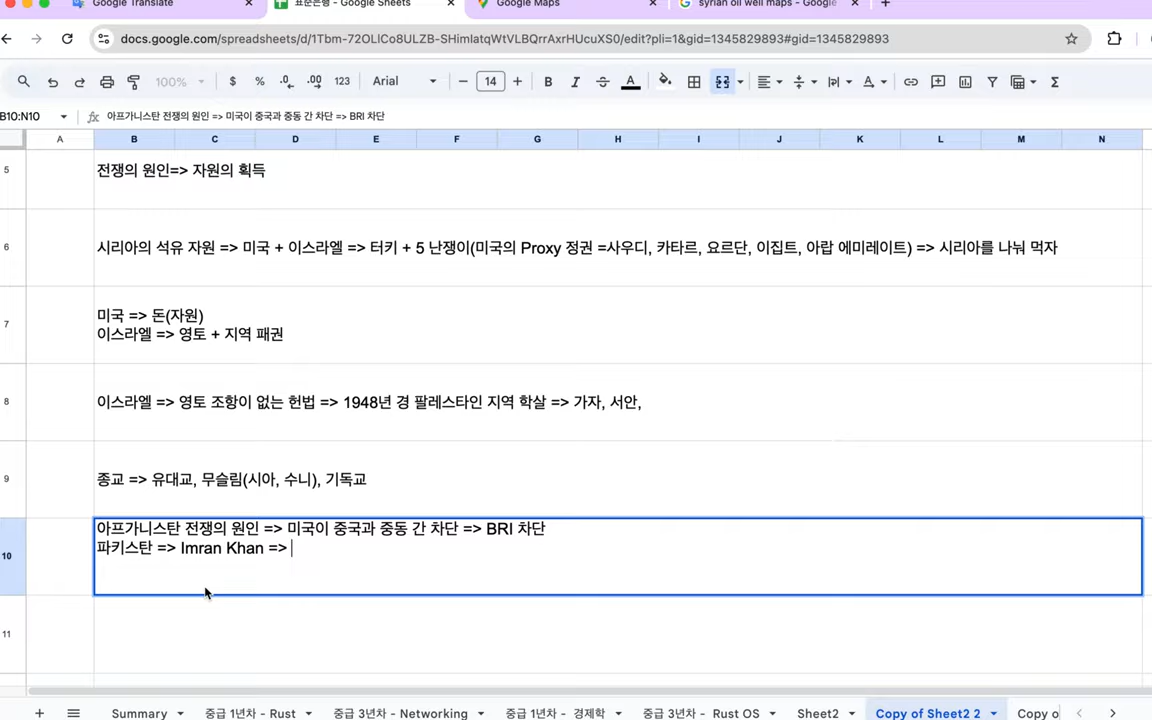 Google Translate
표준은행 - Google Sheets
Google Maps
syrian oil well maps - Google
docs.google.com/spreadsheets/d/1Tbm-72OLlCo8ULZB-SHimIatqWtVLBQrrAxrHUcuXS0/edit?pli=1&gid=1345829893#gid=1345829893
100% $ % .0 .00 123 Arial 14 B I S A Σ
B10:N10 fx 아프가니스탄 전쟁의 원인 => 미국이 중국과 중동 간 차단 => BRI 차단
A B C D E F G H I J K L M N
5 전쟁의 원인=> 자원의 획득
6 시리아의 석유 자원 => 미국 + 이스라엘 => 터키 + 5 난쟁이(미국의 Proxy 정권 =사우디, 카타르, 요르단, 이집트, 아랍 에미레이트) => 시리아를 나눠 먹자
미국 => 돈(자원)
7 이스라엘 => 영토 + 지역 패권
8 이스라엘 => 영토 조항이 없는 헌법 => 1948년 경 팔레스타인 지역 학살 => 가자, 서안,
9 종교 => 유대교, 무슬림(시아, 수니), 기독교
아프가니스탄 전쟁의 원인 => 미국이 중국과 중동 간 차단 => BRI 차단
10 파키스탄 => Imran Khan =>
11
Summary 중급 1년차 - Rust 중급 3년차 - Networking 중급 1년차 - 경제학 중급 3년차 - Rust OS Sheet2 Copy of Sheet2 2 Copy o